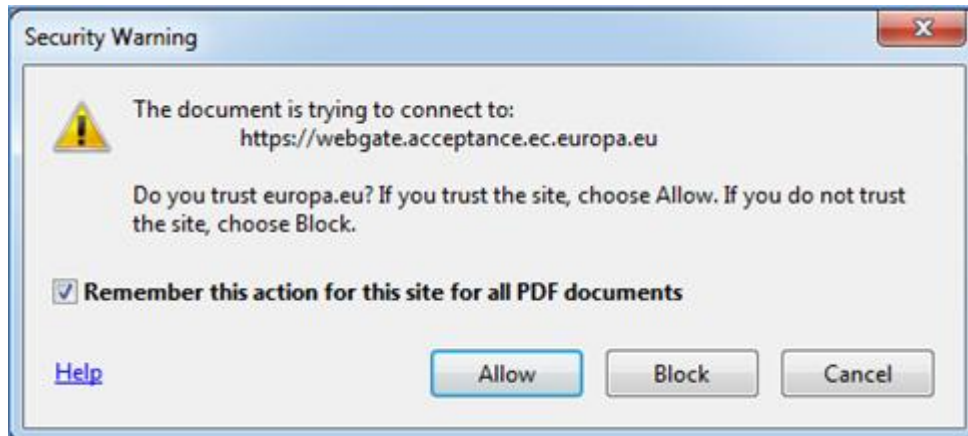 Security Warning
The document is trying to connect to:
https://webgate.acceptance.ec.europa.eu
Do you trust europa.eu? If you trust the site, choose Allow. If you do not trust
the site, choose Block.
Remember this action for this site for all PDF documents
Help
Allow
Block
Cancel